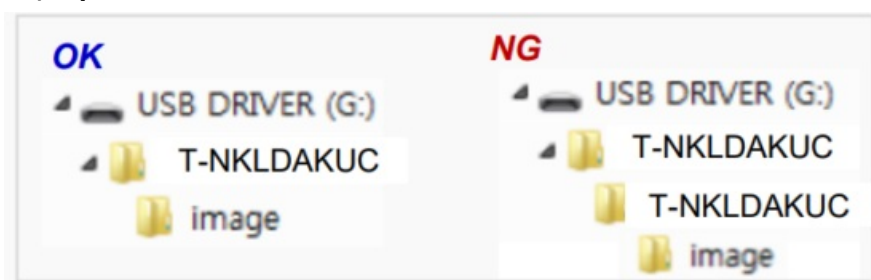 OK
USB DRIVER (G:)
T-NKLDAKUC
image
NG
USB DRIVER (G:)
T-NKLDAKUC
T-NKLDAKUC
image